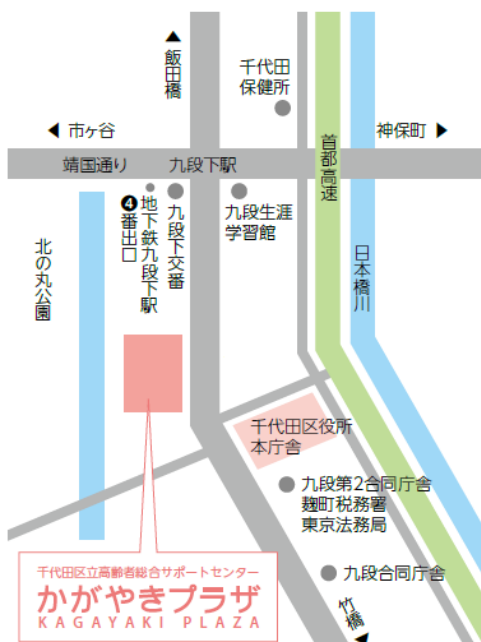 ▲
飯田橋
千代田
保健所
◀ 市ヶ谷
神保町 ▶
靖国通り
九段下駅
首都高速
❹番出口
地下鉄九段下駅
九段下交番
九段生涯
学習館
北の丸公園
日本橋川
千代田区役所
本庁舎
九段第2合同庁舎
麹町税務署
東京法務局
九段合同庁舎
竹橋
千代田区立高齢者総合サポートセンター
かがやきプラザ
KAGAYAKI PLAZA